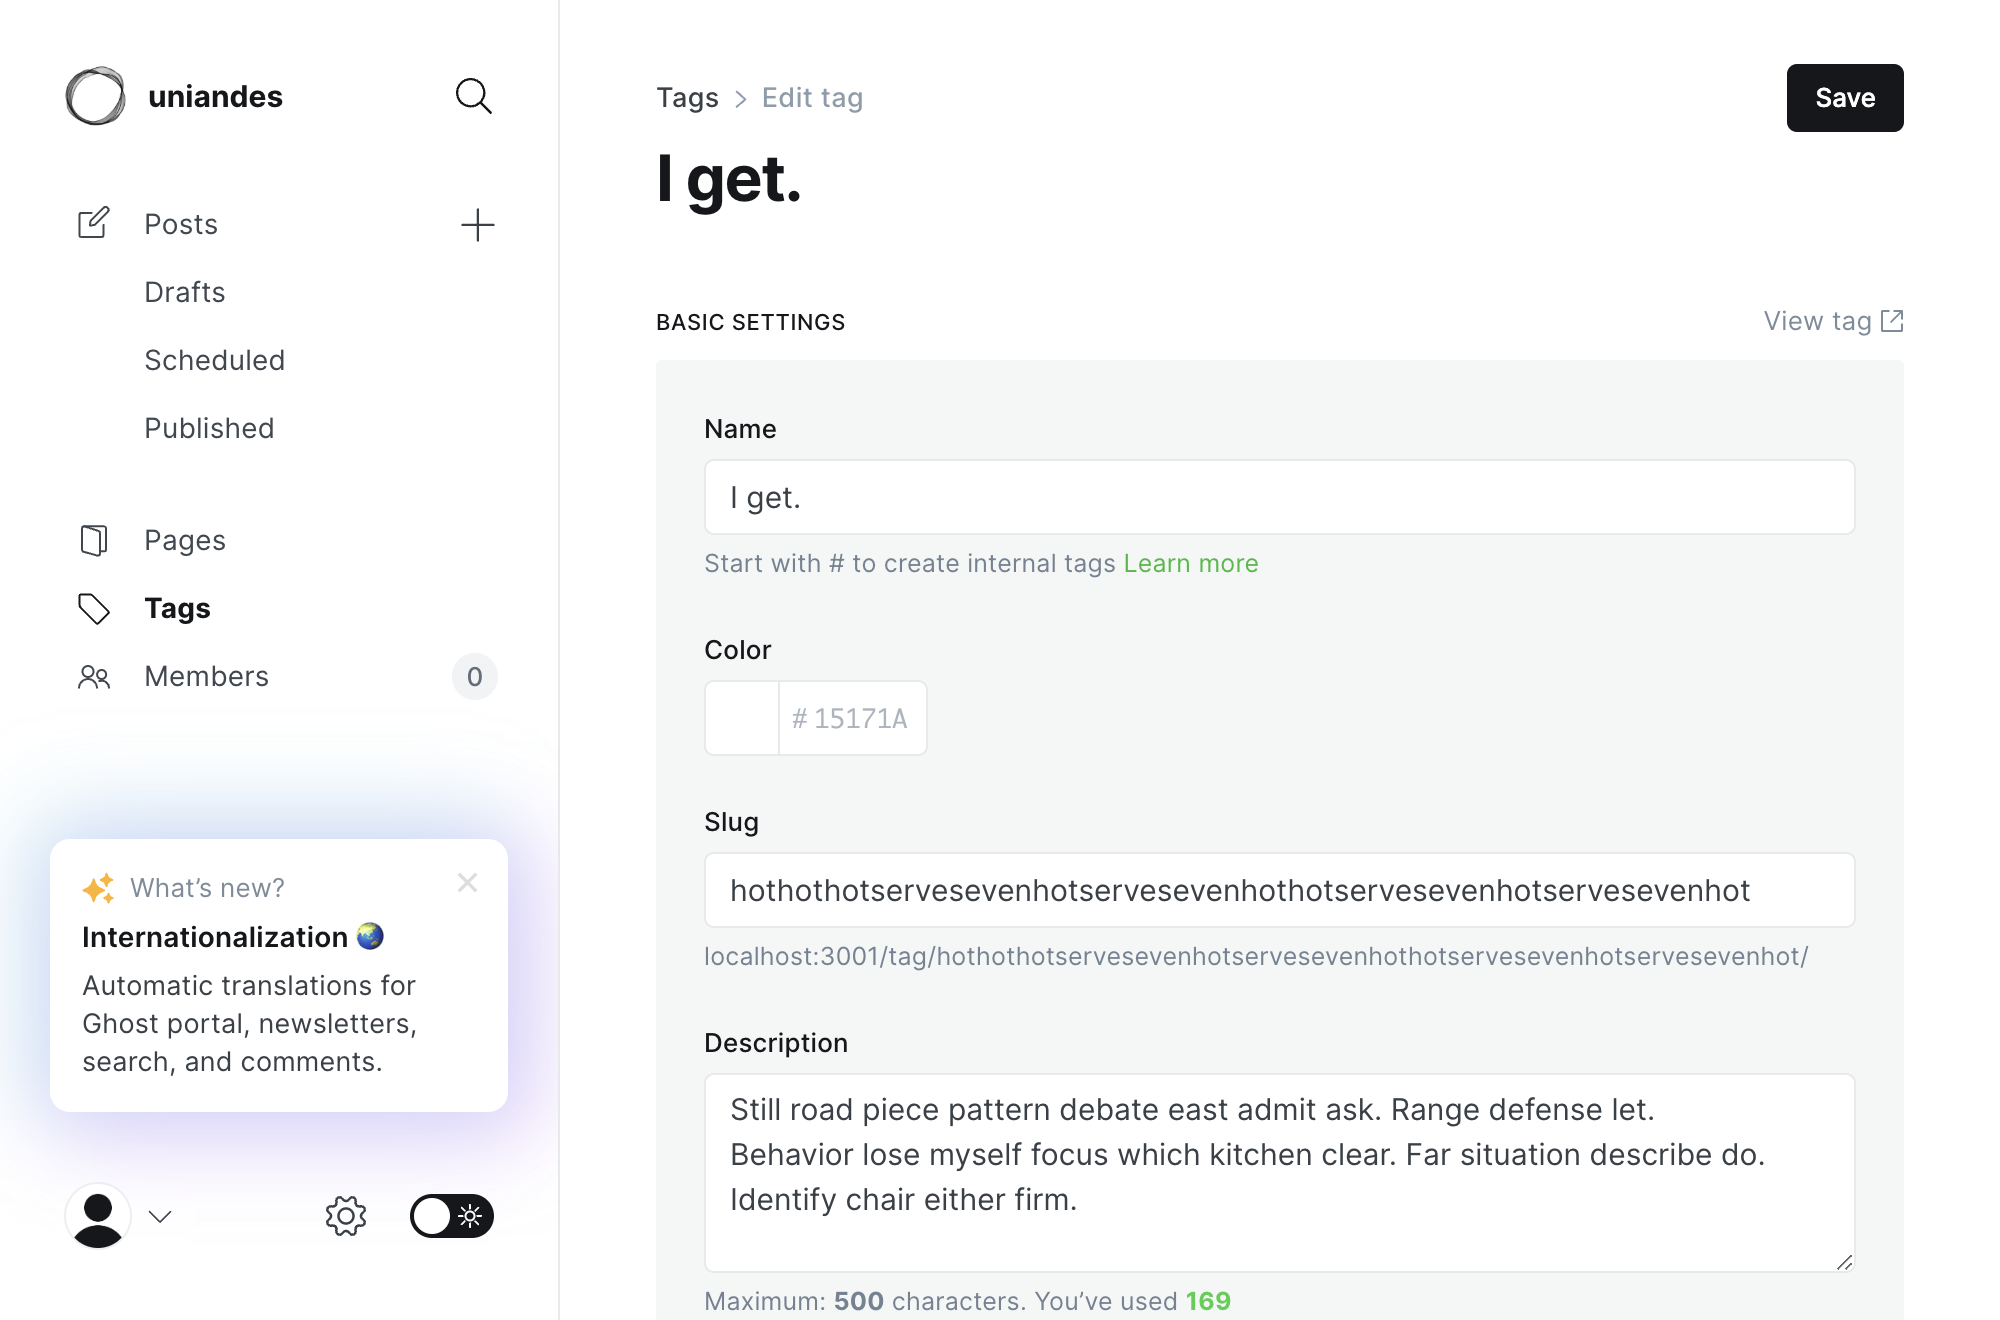 uniandes
Posts
Drafts
Scheduled
Published
Pages
Tags
Members
0
What's new?
Internationalization 🌏
Automatic translations for
Ghost portal, newsletters,
search, and comments.
Tags > Edit tag
Save
I get.
BASIC SETTINGS
View tag
Name
I get.
Start with # to create internal tags Learn more
Color
# 15171A
Slug
hothothotservesevenhotservesevenhothotservesevenhotservesevenhot
localhost:3001/tag/hothothotservesevenhotservesevenhothotservesevenhotservesevenhot/
Description
Still road piece pattern debate east admit ask. Range defense let.
Behavior lose myself focus which kitchen clear. Far situation describe do.
Identify chair either firm.
Maximum: 500 characters. You’ve used 169